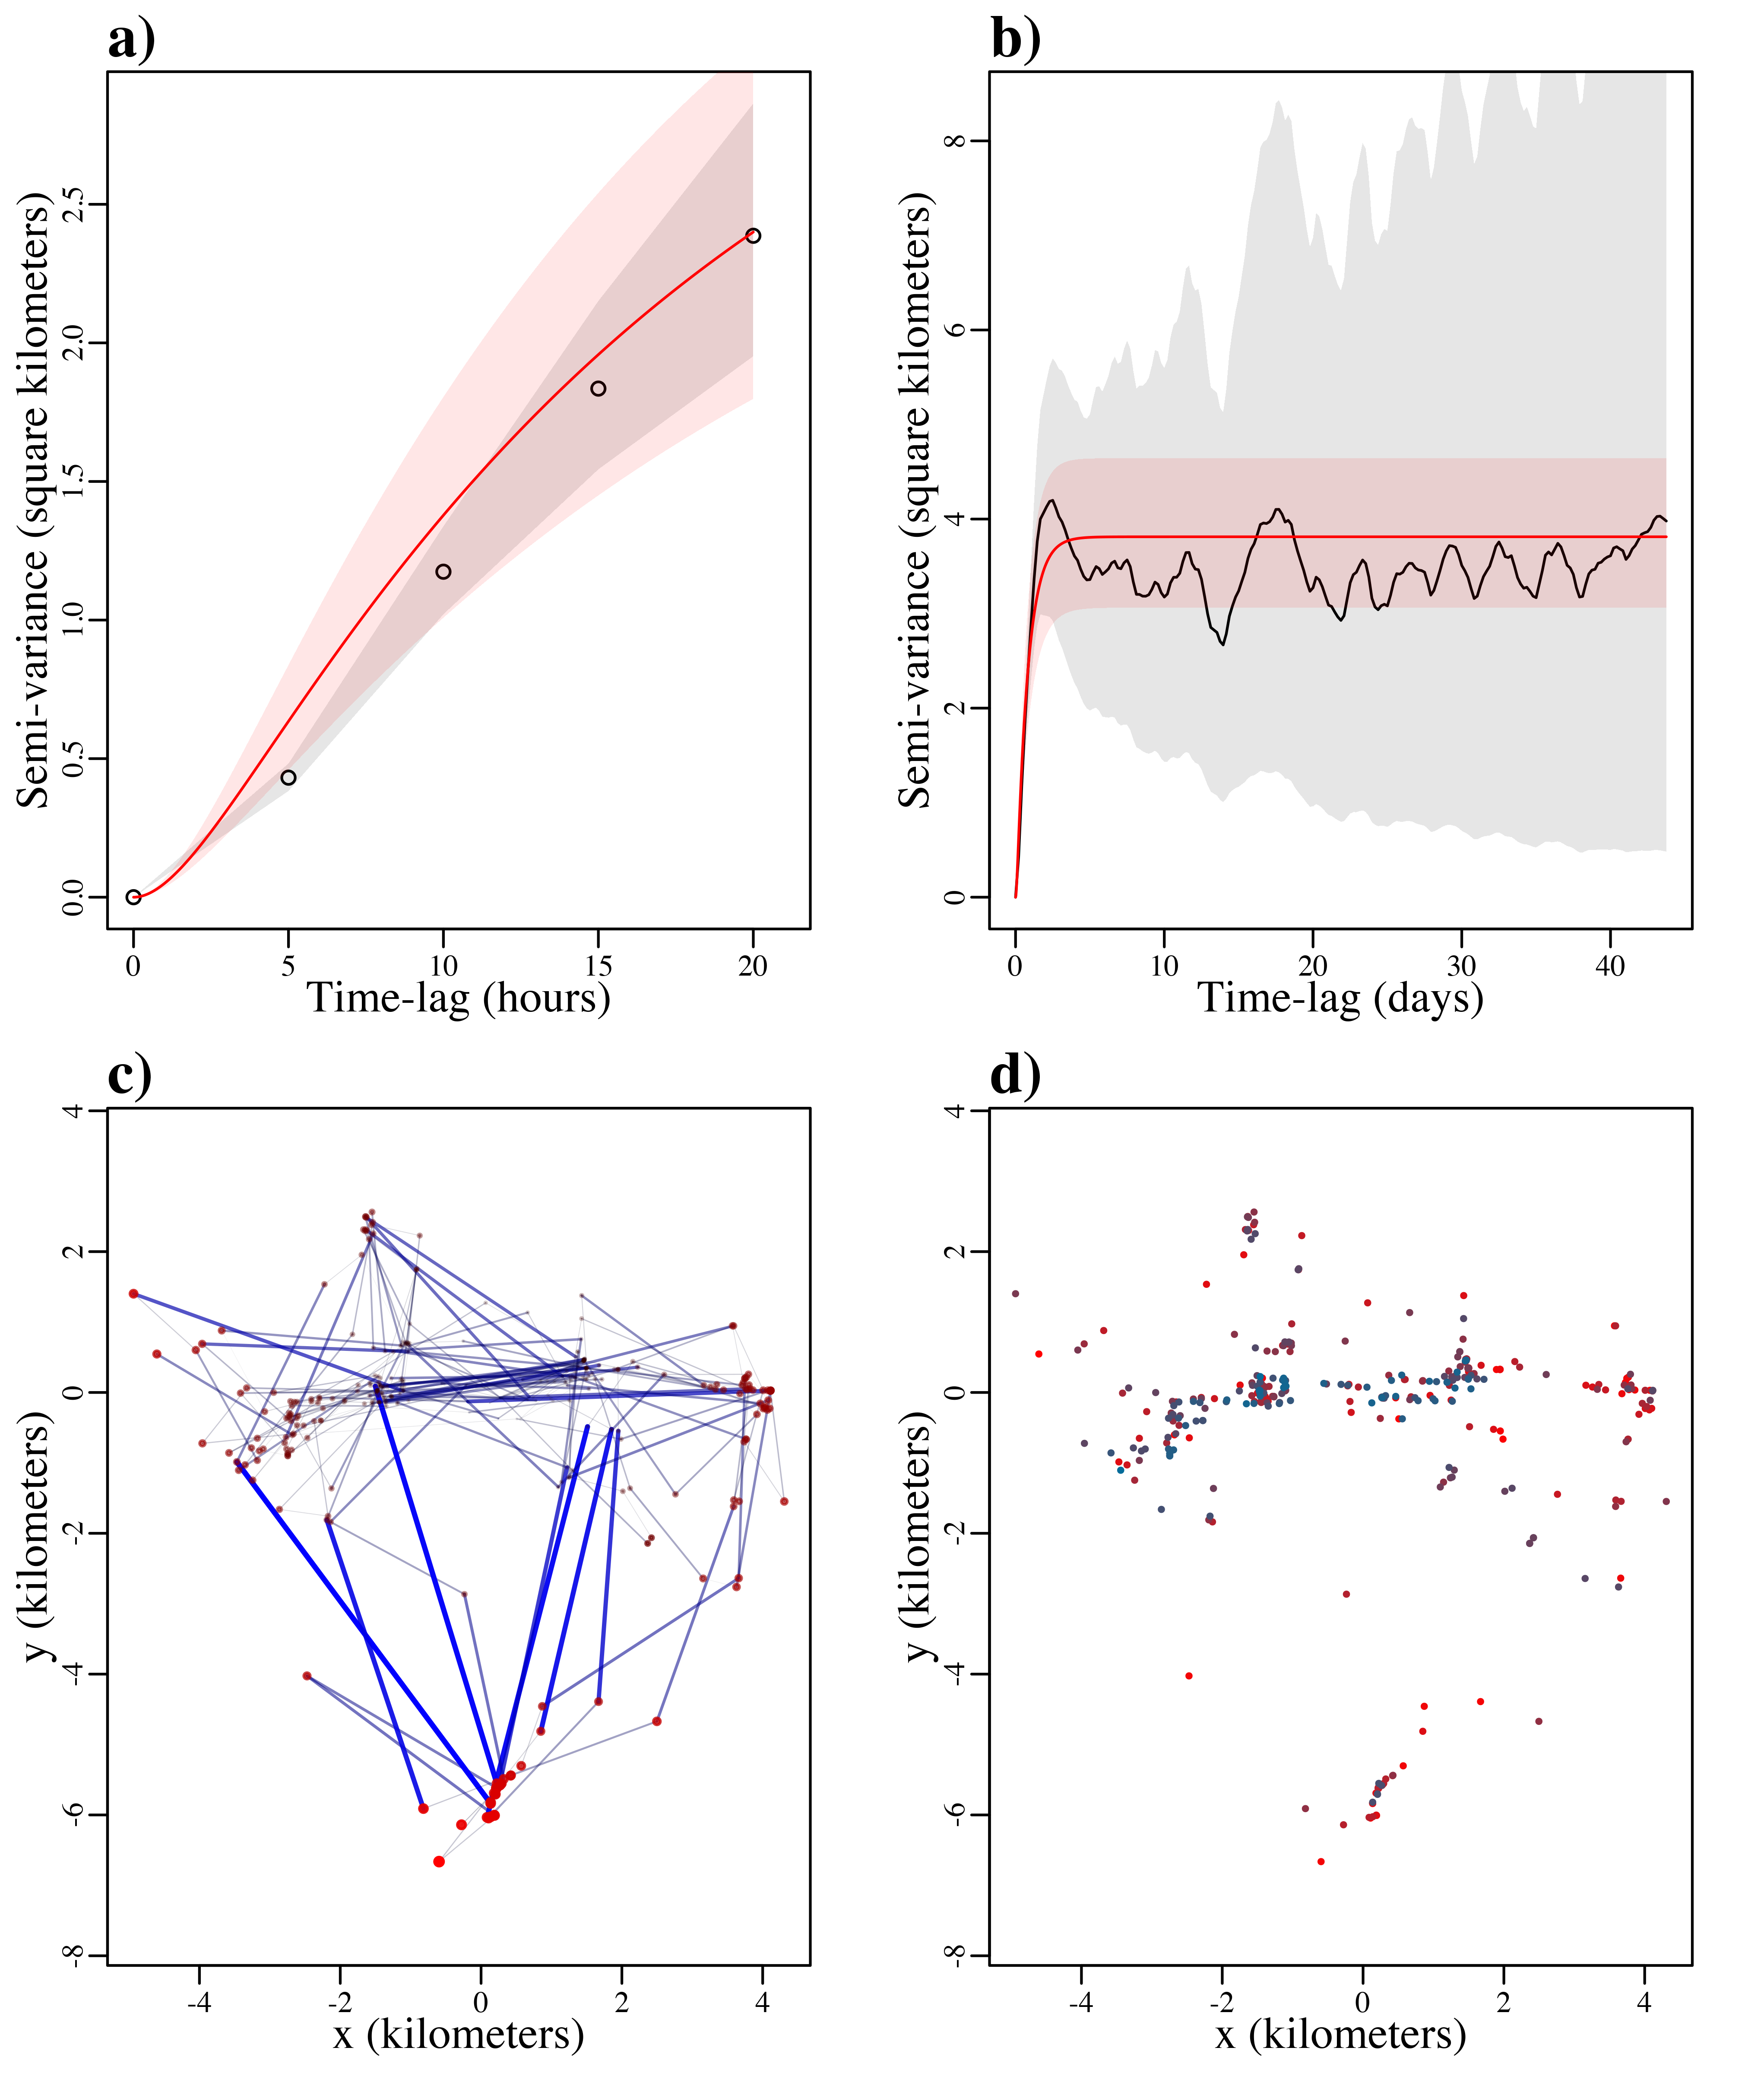 a)
Semi-variance (square kilometers)
2.5
2.0
1.5
1.0
0.5
0.0
0 5 10 15 20
Time-lag (hours)
b)
Semi-variance (square kilometers)
8
6
4
2
0
0 10 20 30 40
Time-lag (days)
c)
y (kilometers)
4
2
0
-2
-4
-6
-8
-4 -2 0 2 4
x (kilometers)
d)
y (kilometers)
4
2
0
-2
-4
-6
-8
-4 -2 0 2 4
x (kilometers)